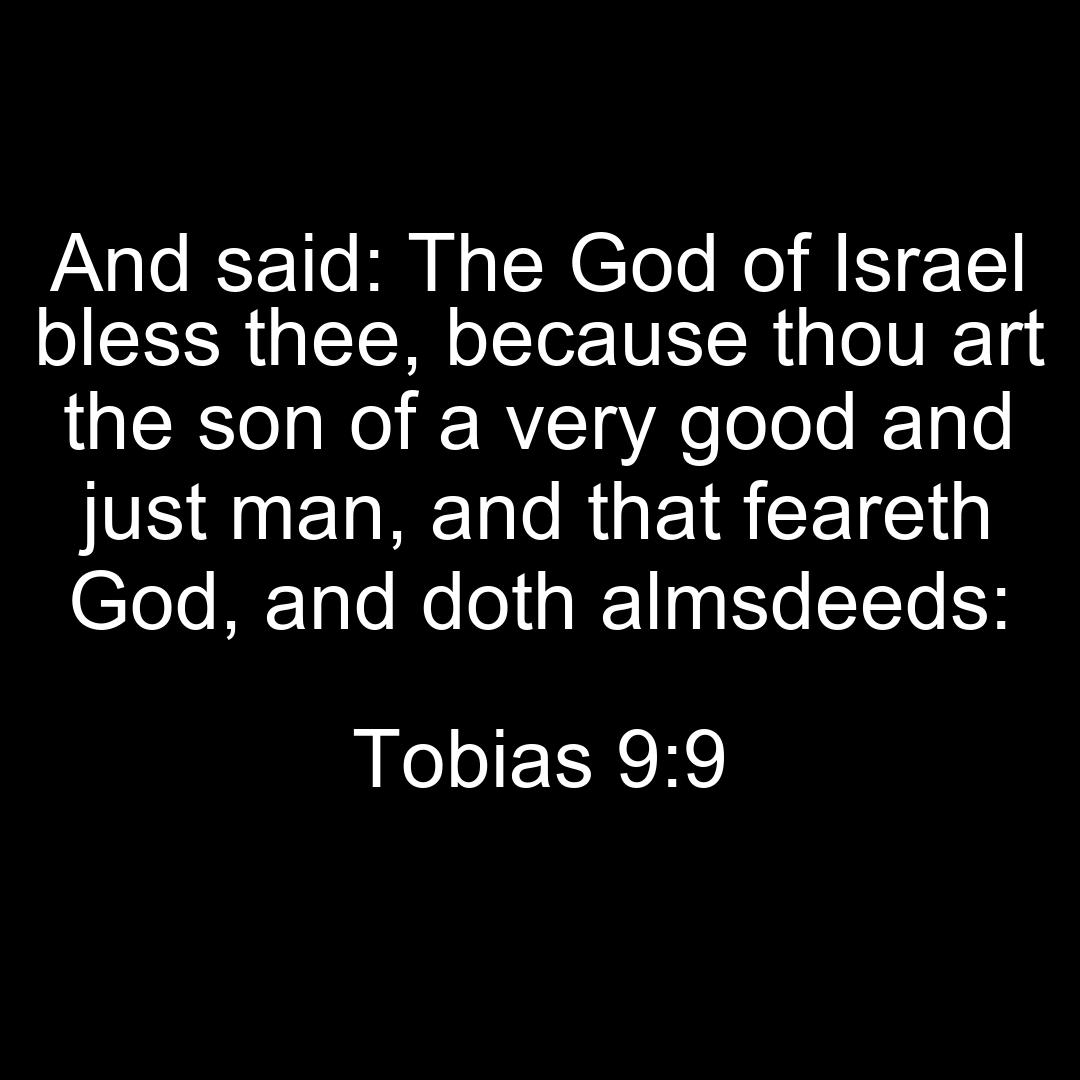 And said: The God of Israel
bless thee, because thou art
the son of a very good and
just man, and that feareth
God, and doth almsdeeds:
Tobias 9:9